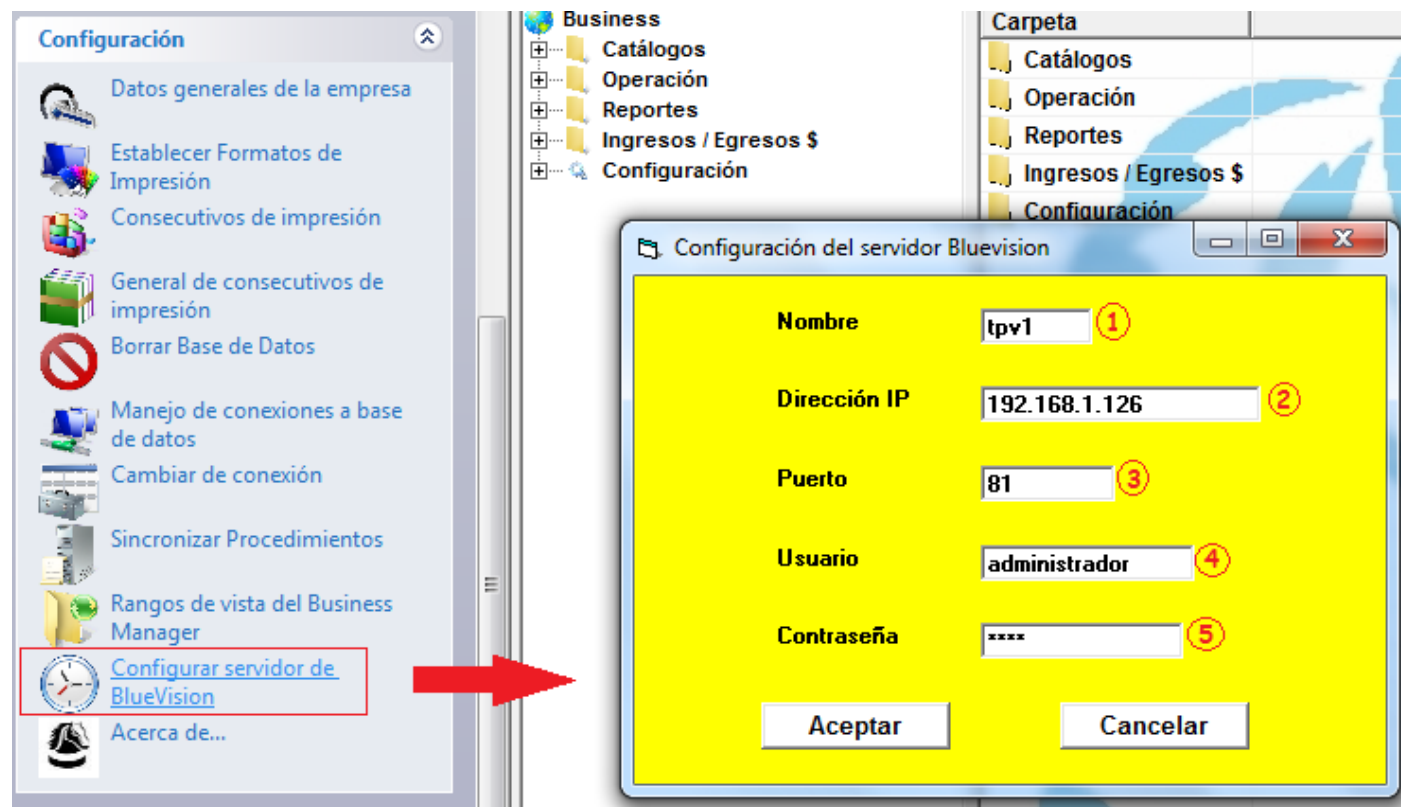 Configuración
Datos generales de la empresa
Establecer Formatos de
Impresión
Consecutivos de impresión
General de consecutivos de
impresión
Borrar Base de Datos
Manejo de conexiones a base
de datos
Cambiar de conexión
Sincronizar Procedimientos
Rangos de vista del Business
Manager
Configurar servidor de
BlueVision
Acerca de...
Business
Catálogos
Operación
Reportes
Ingresos / Egresos $
Configuración
Carpeta
Catálogos
Operación
Reportes
Ingresos / Egresos $
Configuración
Configuración del servidor Bluevision
Nombre tpv1 1
Dirección IP 192.168.1.126 2
Puerto 81 3
Usuario administrador 4
Contraseña **** 5
Aceptar Cancelar